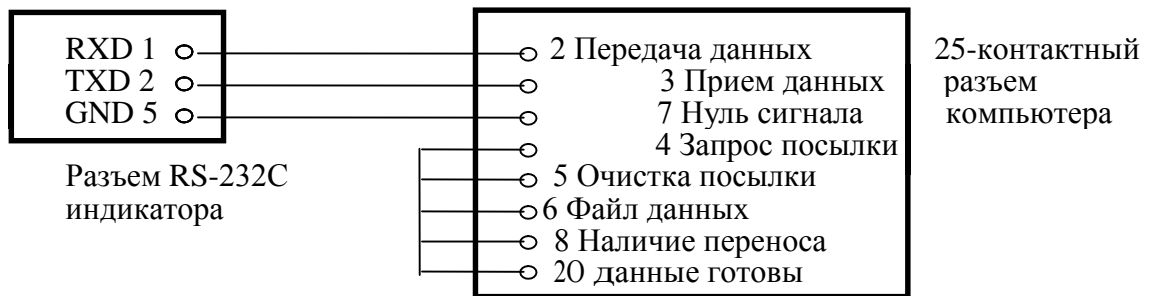 RXD 1
TXD 2
GND 5
Разъем RS-232C
индикатора
2 Передача данных
3 Прием данных
7 Нуль сигнала
4 Запрос посылки
5 Очистка посылки
6 Файл данных
8 Наличие переноса
20 данные готовы
25-контактный
разъем
компьютера